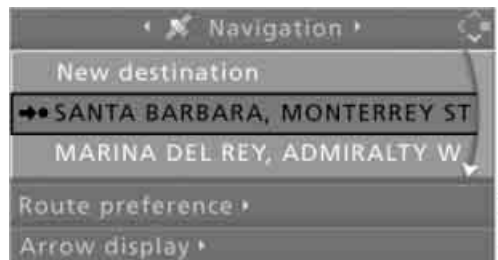 Navigation
New destination
SANTA BARBARA, MONTERREY ST
MARINA DEL REY, ADMIRALTY W
Route preference
Arrow display